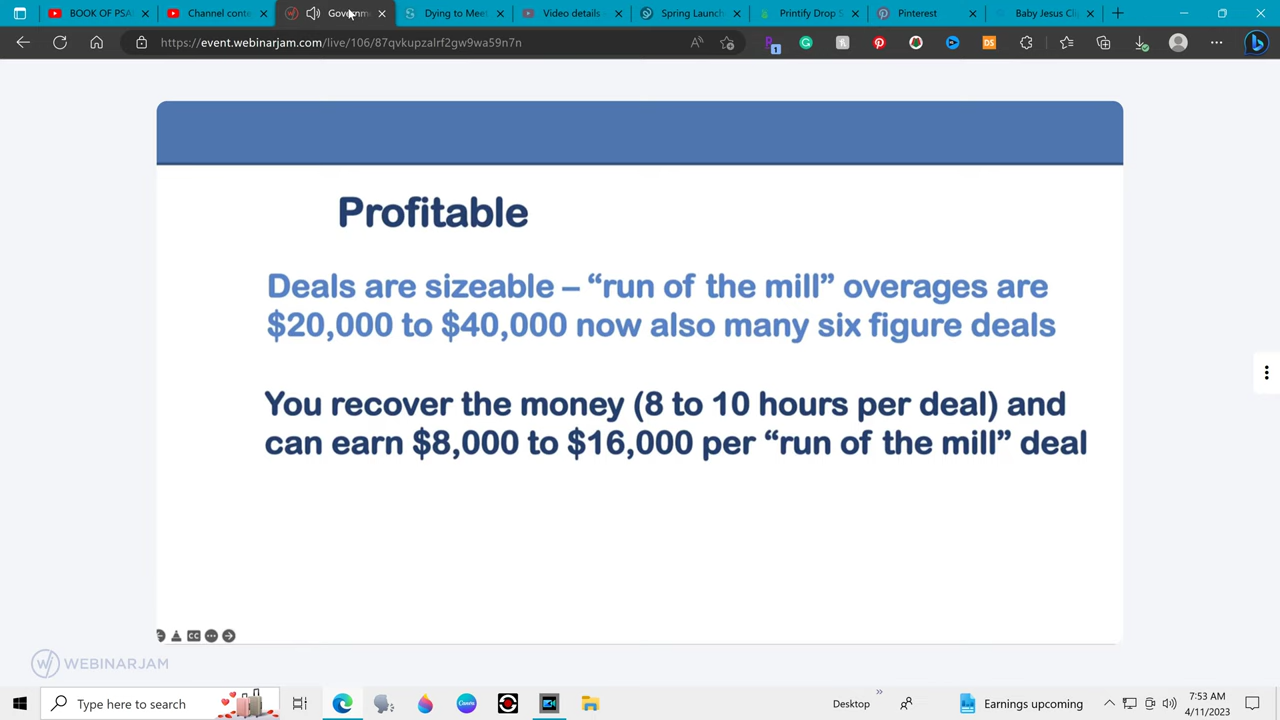 BOOK OF PSA
Channel conte
Governme
Dying to Meet
Video details
Spring Launch
Printify Drop S
Pinterest
Baby Jesus Cli
https://event.webinarjam.com/live/106/87qvkupzalrf2gw9wa59n7n
Profitable
Deals are sizeable – “run of the mill” overages are
$20,000 to $40,000 now also many six figure deals
You recover the money (8 to 10 hours per deal) and
can earn $8,000 to $16,000 per “run of the mill” deal
CC
WEBINARJAM
Type here to search
Canva
Desktop
Earnings upcoming
7:53 AM
4/11/2023